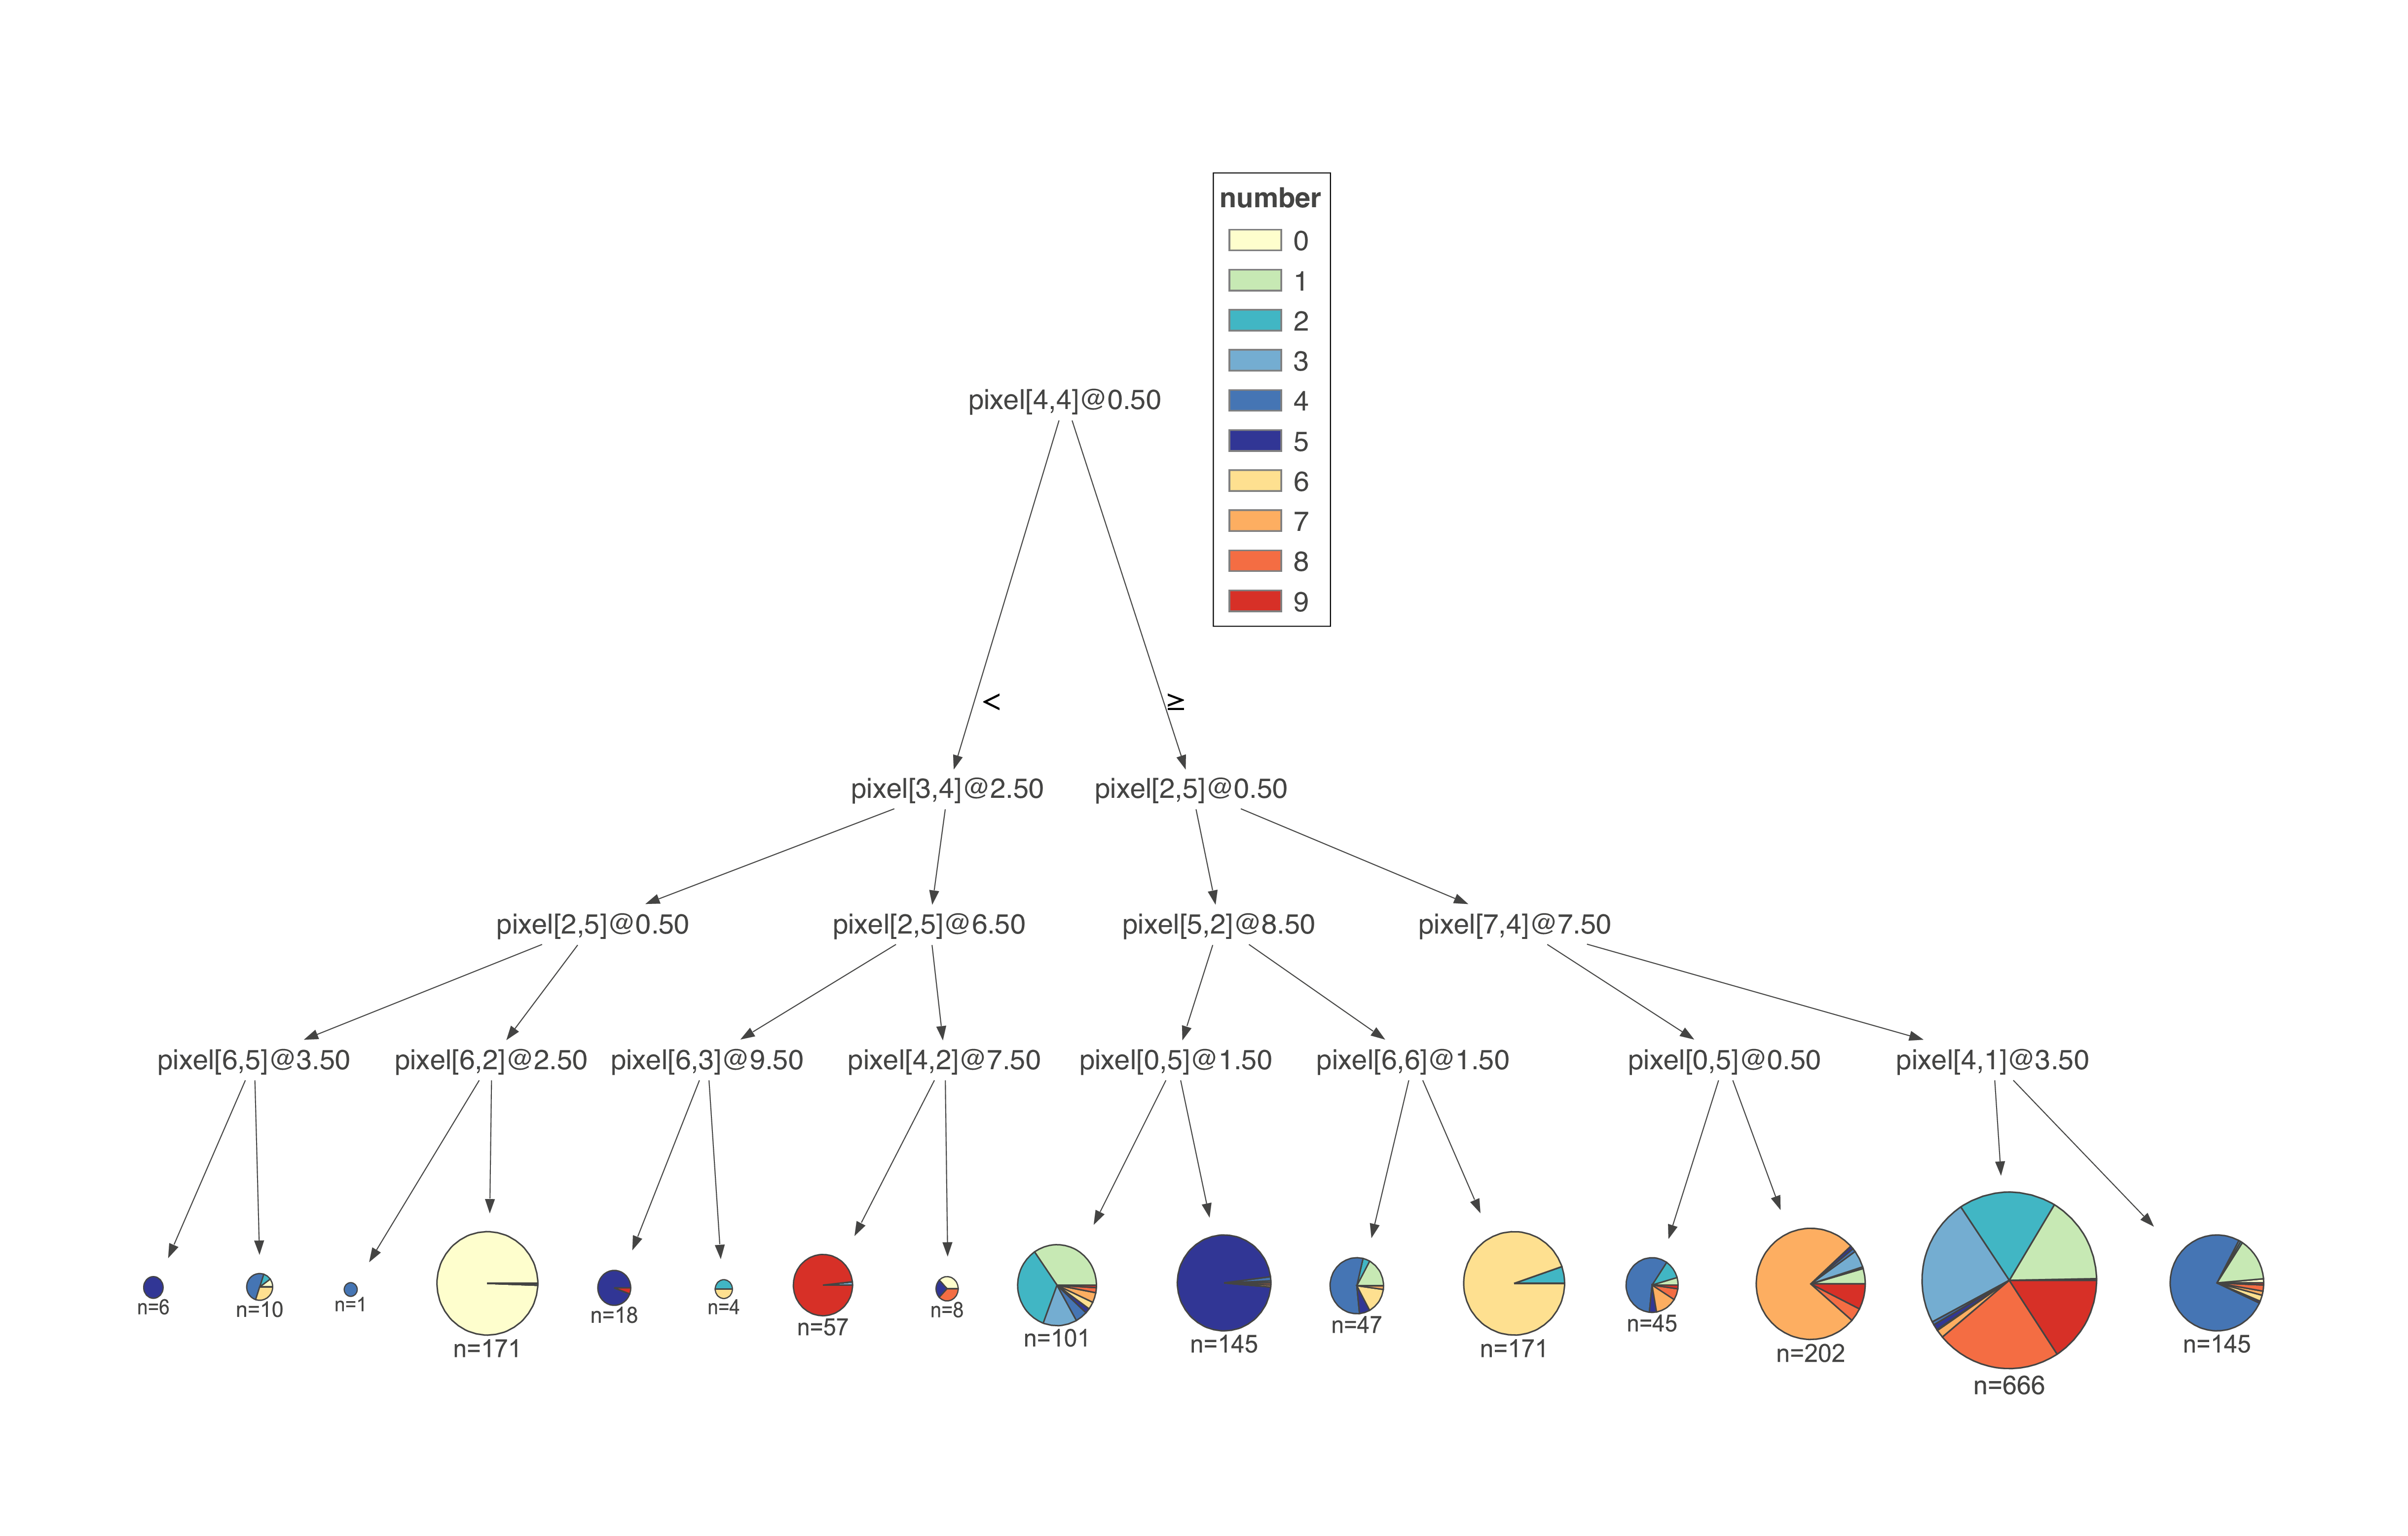 number
0
1
2
3
4
5
6
7
8
9
pixel[4,4]@0.50
<
≥
pixel[3,4]@2.50
pixel[2,5]@0.50
pixel[2,5]@0.50
pixel[2,5]@6.50
pixel[5,2]@8.50
pixel[7,4]@7.50
pixel[6,5]@3.50
pixel[6,2]@2.50
pixel[6,3]@9.50
pixel[4,2]@7.50
pixel[0,5]@1.50
pixel[6,6]@1.50
pixel[0,5]@0.50
pixel[4,1]@3.50
n=6
n=10
n=1
n=171
n=18
n=4
n=57
n=8
n=101
n=145
n=47
n=171
n=45
n=202
n=666
n=145